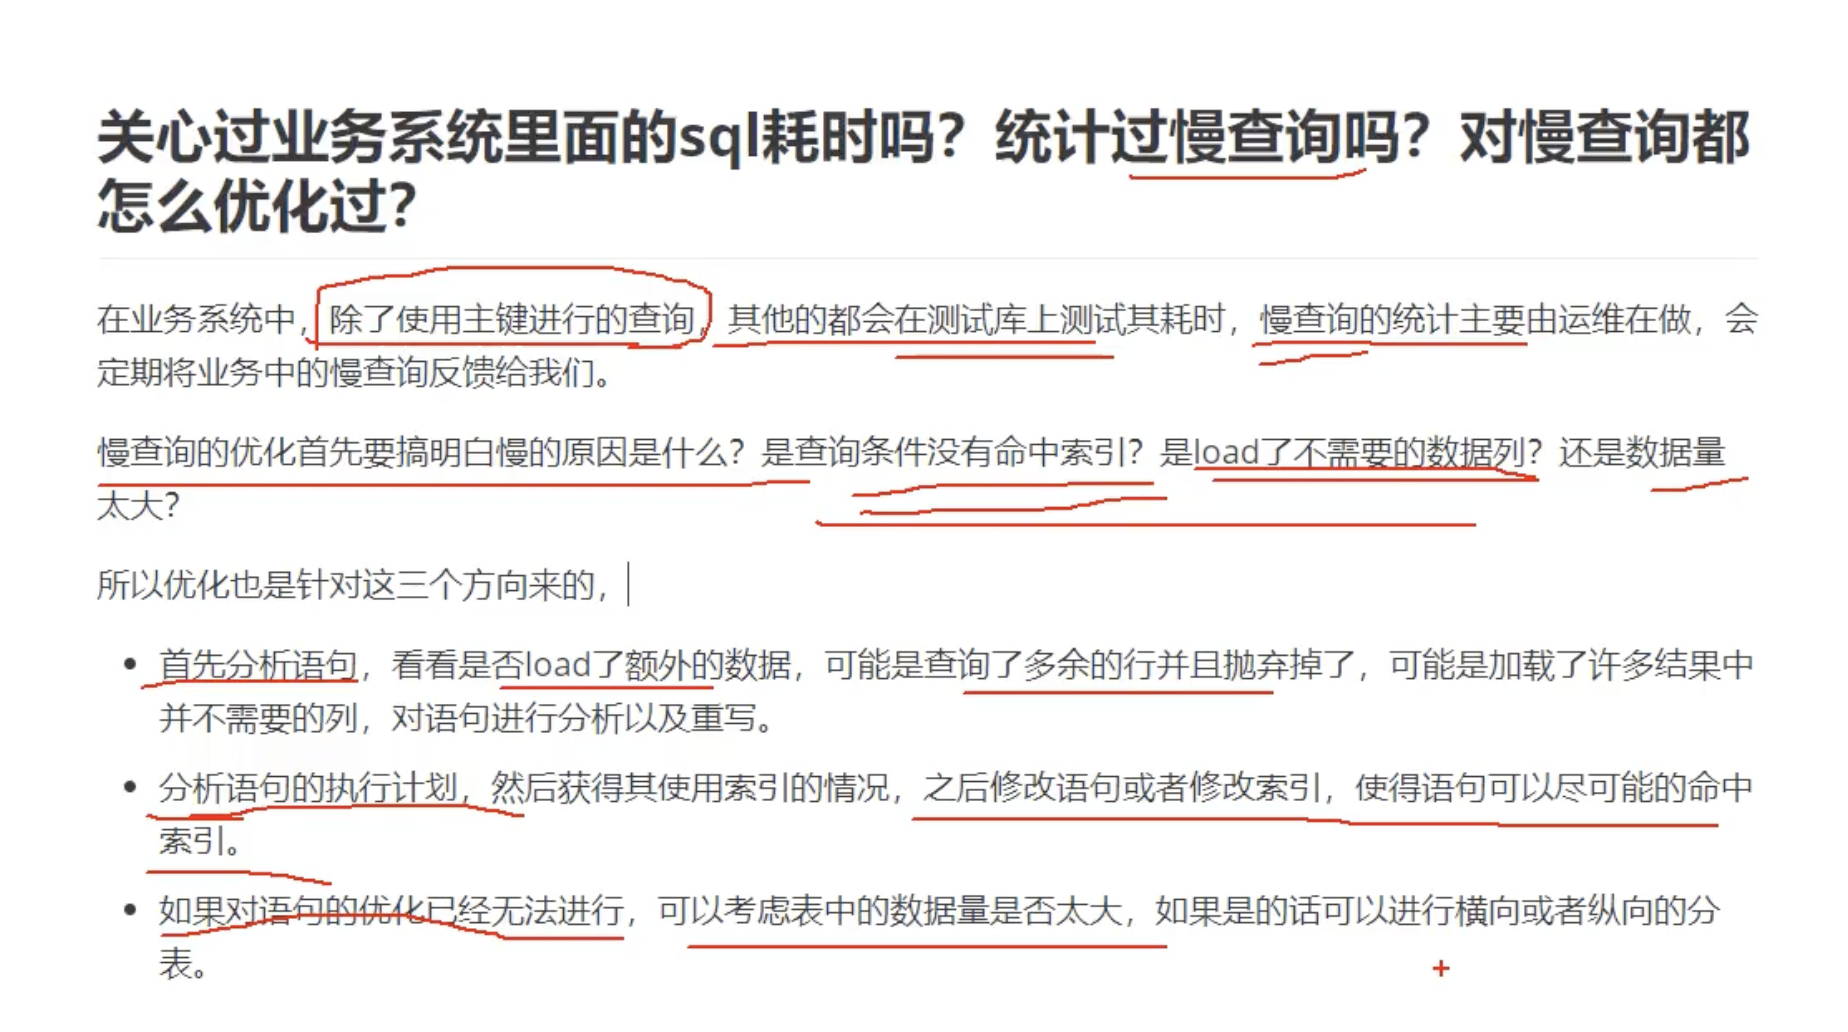 关心过业务系统里面的sql耗时吗？统计过慢查询吗？对慢查询都
怎么优化过？
在业务系统中，除了使用主键进行的查询，其他的都会在测试库上测试其耗时，慢查询的统计主要由运维在做，会
定期将业务中的慢查询反馈给我们。
慢查询的优化首先要搞明白慢的原因是什么？是查询条件没有命中索引？是load了不需要的数据列？还是数据量
太大？
所以优化也是针对这三个方向来的，
首先分析语句，看看是否load了额外的数据，可能是查询了多余的行并且抛弃掉了，可能是加载了许多结果中
并不需要的列，对语句进行分析以及重写。
分析语句的执行计划，然后获得其使用索引的情况，之后修改语句或者修改索引，使得语句可以尽可能的命中
索引。
如果对语句的优化已经无法进行，可以考虑表中的数据量是否太大，如果是的话可以进行横向或者纵向的分
表。